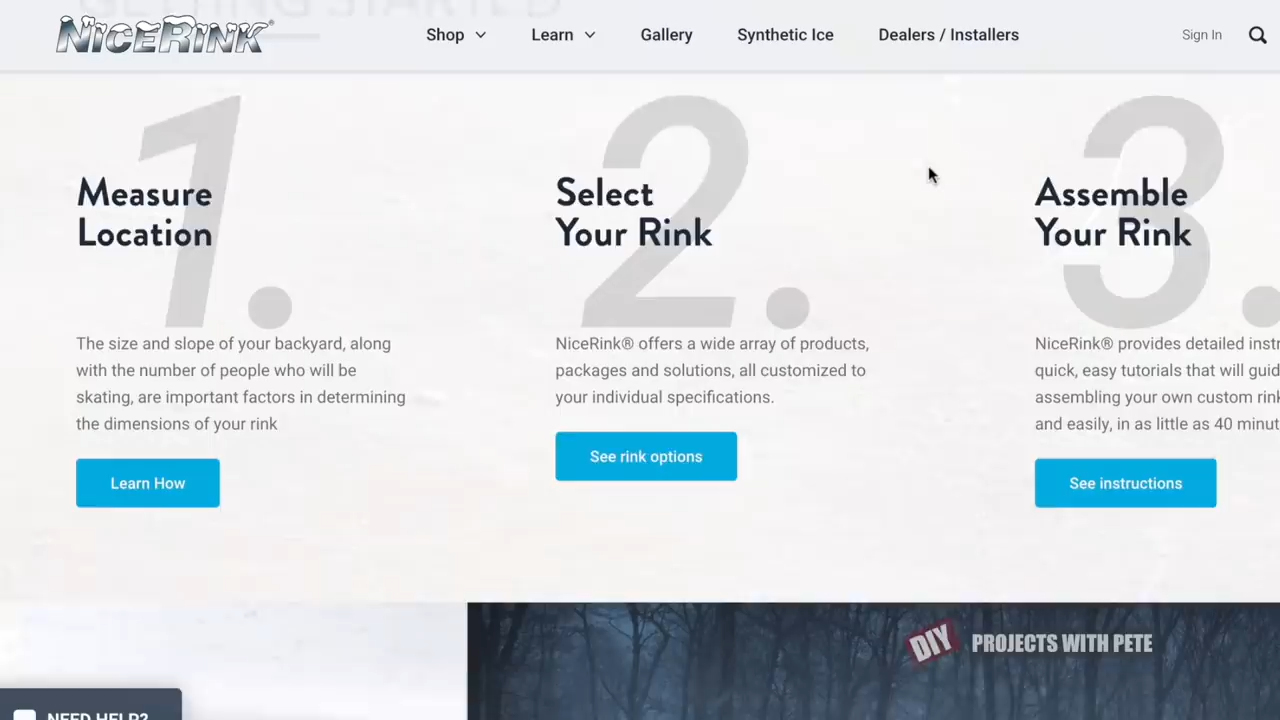 GETTING STARTED
NICERINK®
Shop
Learn
Gallery
Synthetic Ice
Dealers / Installers
Sign In
1.
Measure
Location
The size and slope of your backyard, along
with the number of people who will be
skating, are important factors in determining
the dimensions of your rink
Learn How
2.
Select
Your Rink
NiceRink® offers a wide array of products,
packages and solutions, all customized to
your individual specifications.
See rink options
3.
Assemble
Your Rink
NiceRink® provides detailed instr
quick, easy tutorials that will guid
assembling your own custom rink
and easily, in as little as 40 minut
See instructions
DIY PROJECTS WITH PETE
NEED HELP?